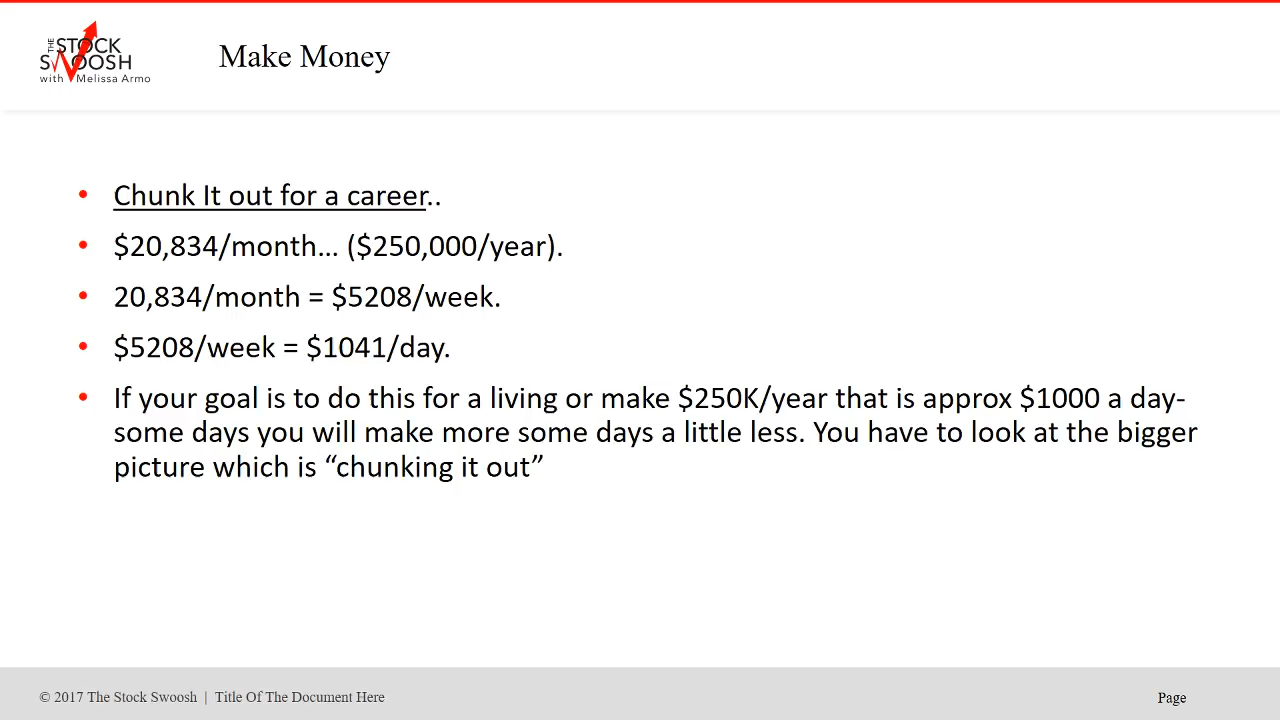 THE STOCK
SWOOSH
with Melissa Armo
Make Money
• Chunk It out for a career..
• $20,834/month... ($250,000/year).
• 20,834/month = $5208/week.
• $5208/week = $1041/day.
• If your goal is to do this for a living or make $250K/year that is approx $1000 a day-
some days you will make more some days a little less. You have to look at the bigger
picture which is “chunking it out”
© 2017 The Stock Swoosh | Title Of The Document Here
Page